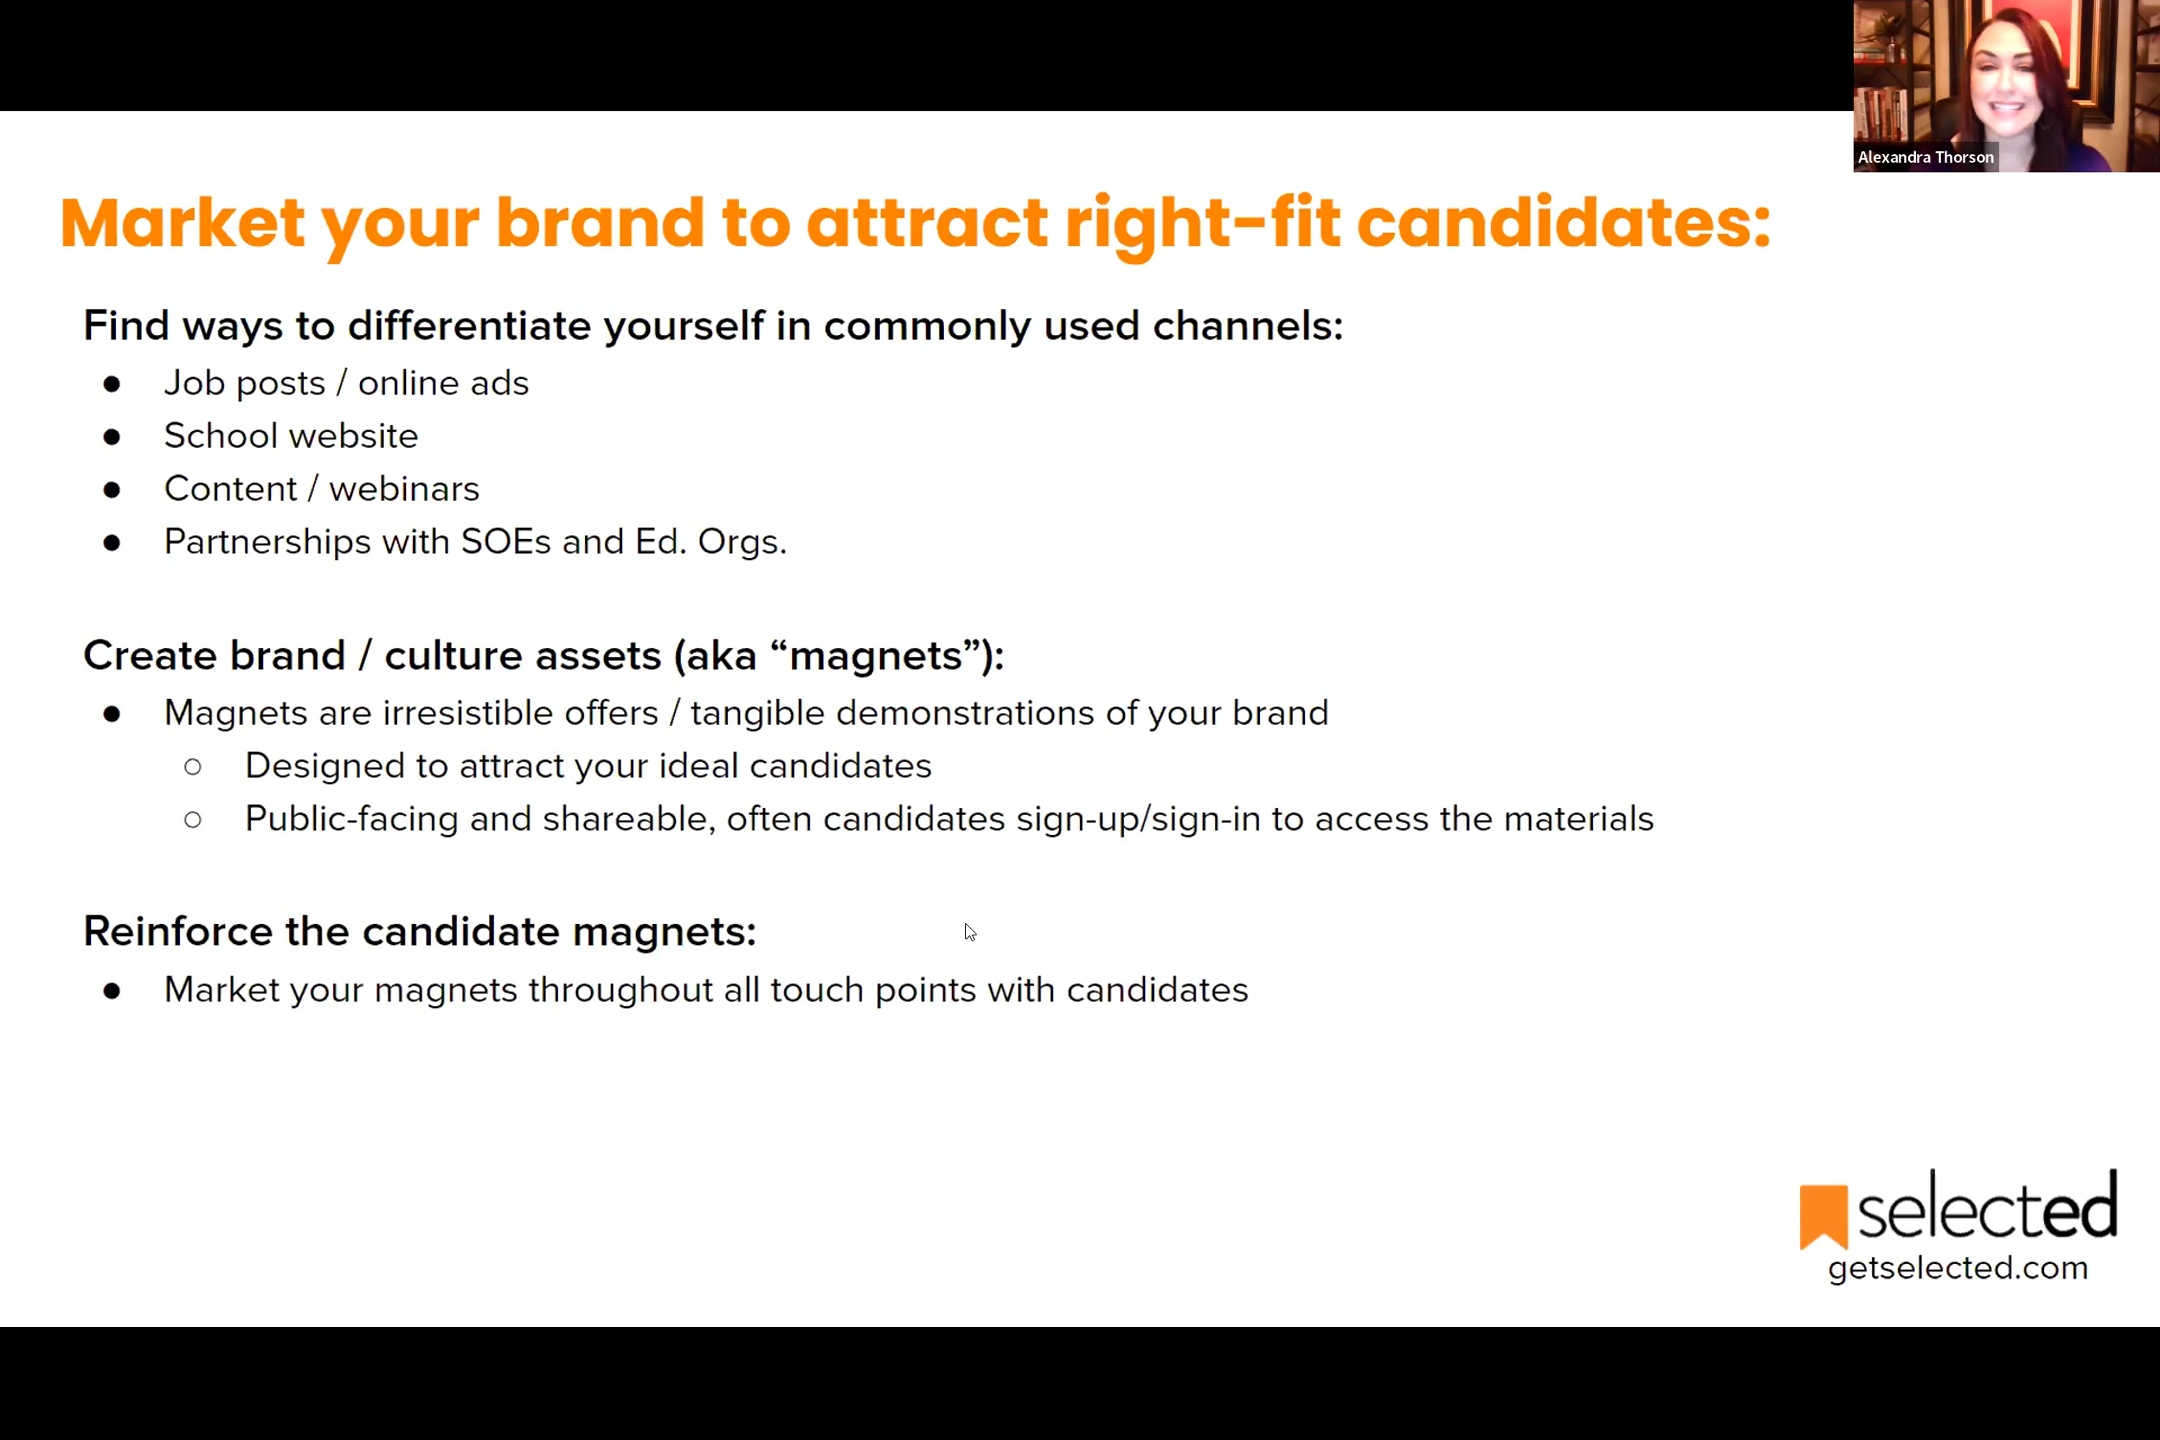 Alexandra Thorson
Market your brand to attract right-fit candidates:
Find ways to differentiate yourself in commonly used channels:
● Job posts / online ads
● School website
● Content / webinars
● Partnerships with SOEs and Ed. Orgs.
Create brand / culture assets (aka “magnets”):
● Magnets are irresistible offers / tangible demonstrations of your brand
○ Designed to attract your ideal candidates
○ Public-facing and shareable, often candidates sign-up/sign-in to access the materials
Reinforce the candidate magnets:
● Market your magnets throughout all touch points with candidates
selected
getselected.com